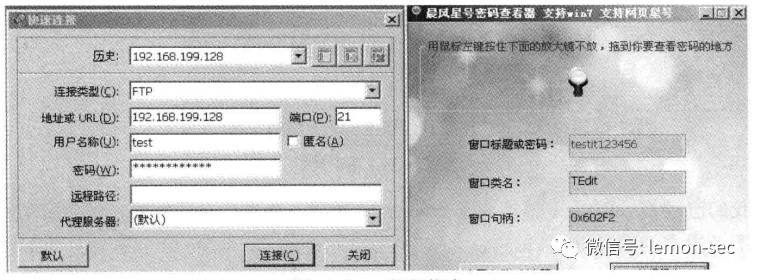 快速连接
历史: 192.168.199.128
连接类型(C): FTP
地址或 URL(D): 192.168.199.128 端口(P): 21
用户名称(U): test 匿名(A)
密码(W): ************
远程路径:
代理服务器: (默认)
默认 连接(C) 关闭
晨风星号密码查看器 支持win7 支持网页星号
用鼠标左键按住下面的放大镜不放，拖到你要查看密码的地方
窗口标题或密码: testit123456
窗口类名: TEdit
窗口句柄: 0x602F2
微信号: lemon-sec